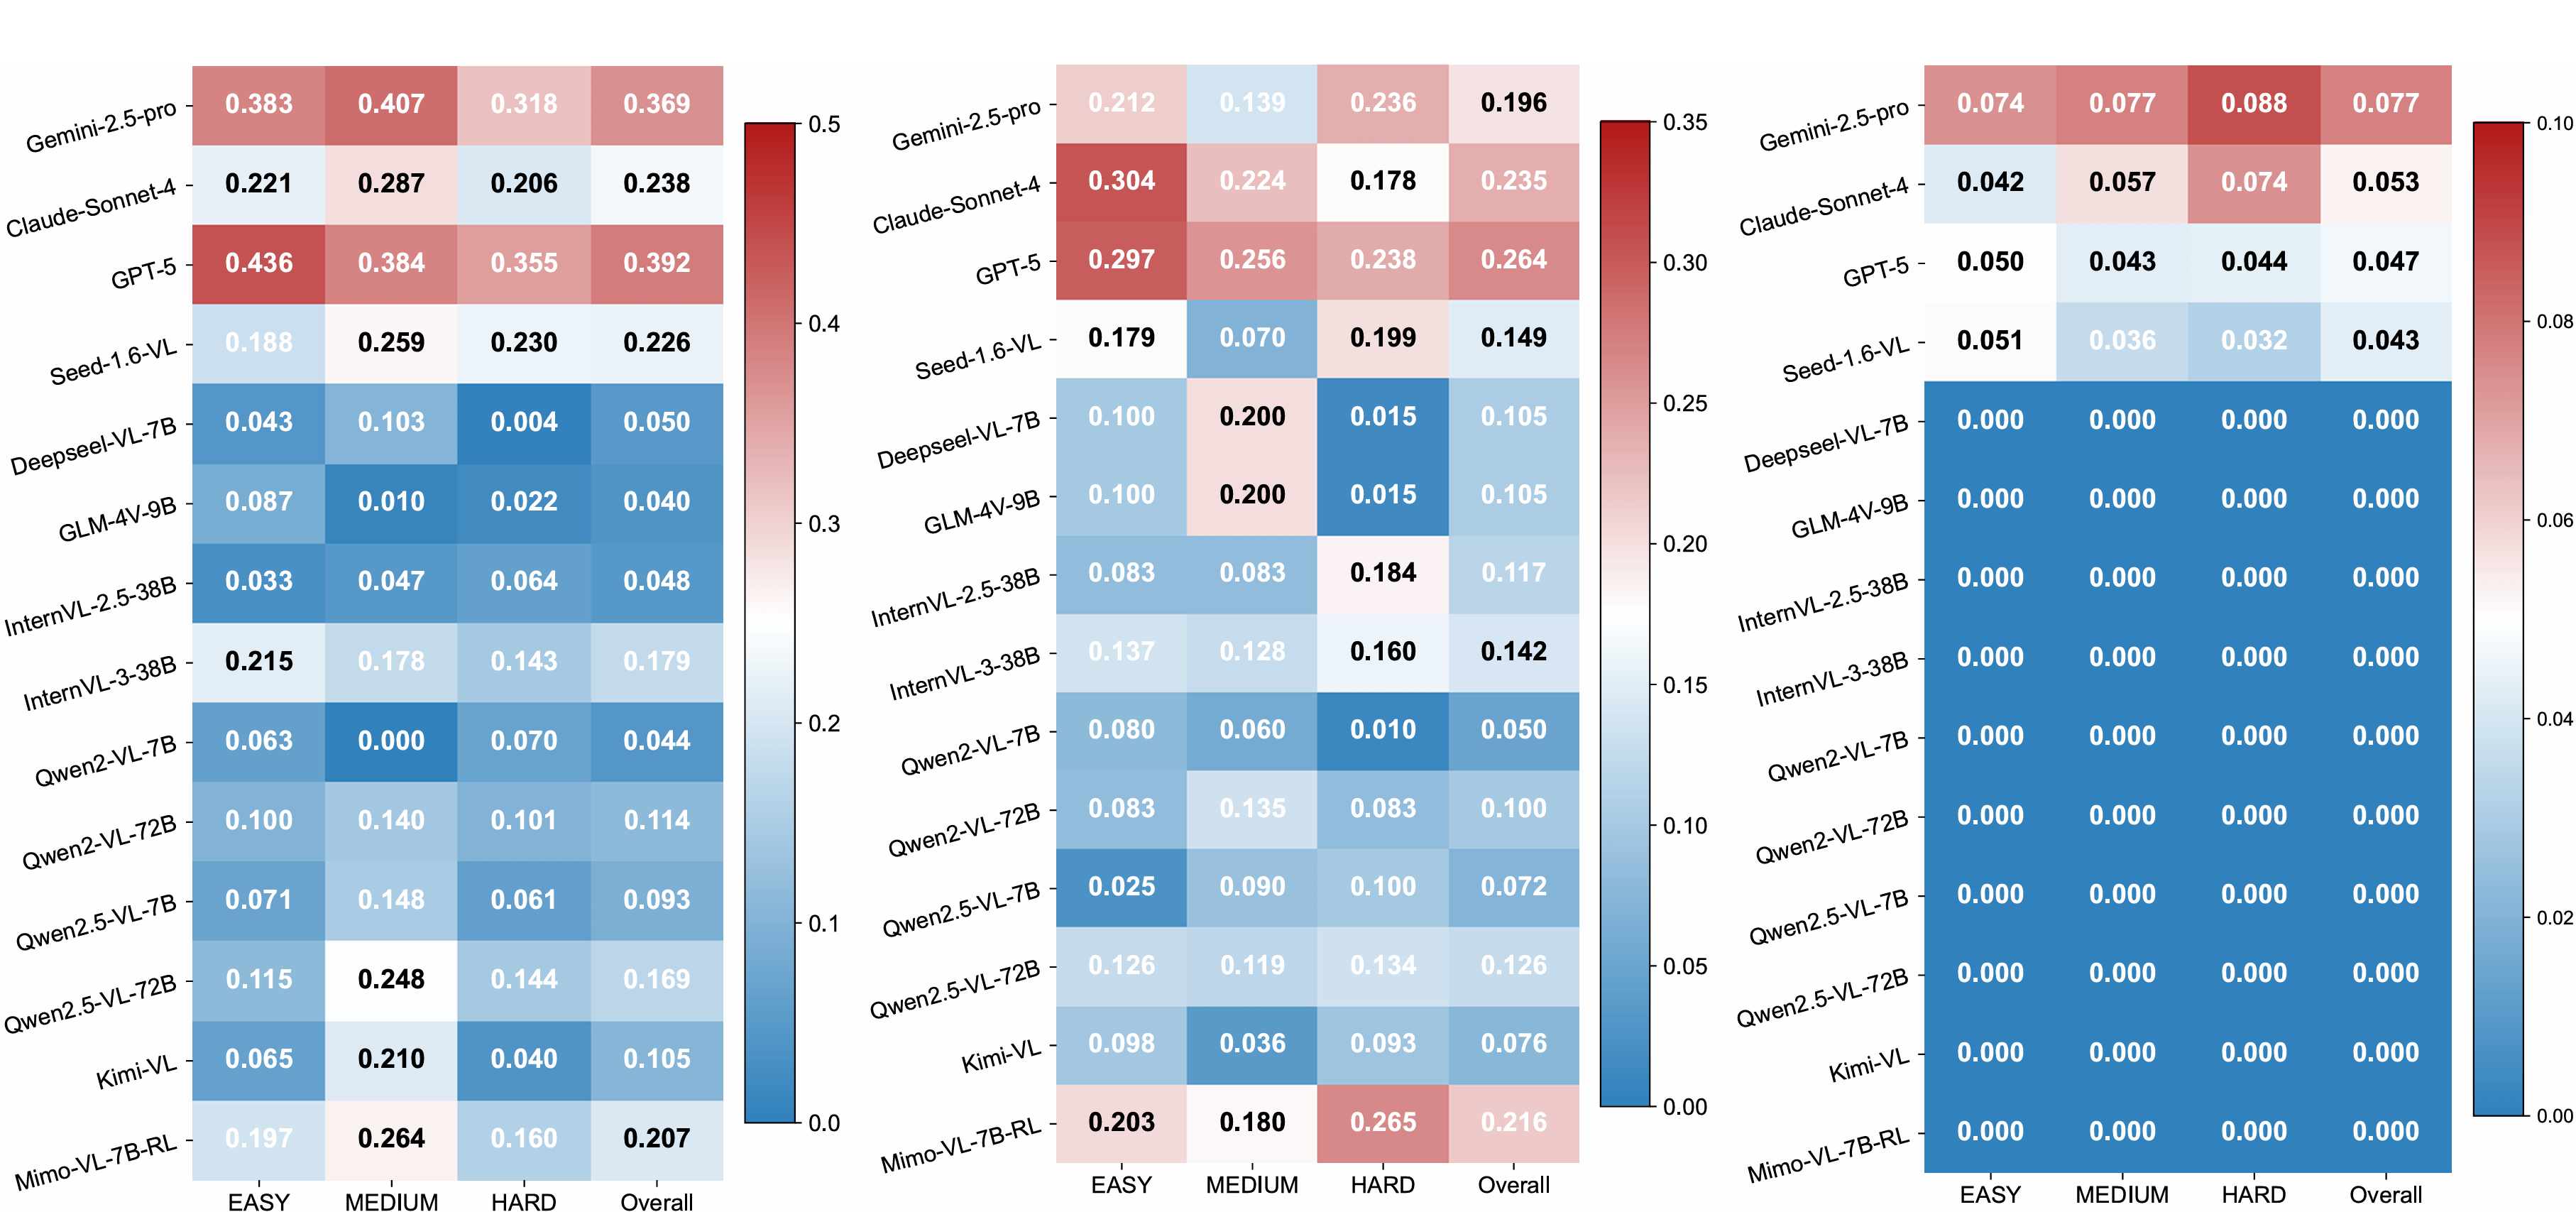 Gemini-2.5-pro 0.383 0.407 0.318 0.369
Claude-Sonnet-4 0.221 0.287 0.206 0.238
GPT-5 0.436 0.384 0.355 0.392
Seed-1.6-VL 0.188 0.259 0.230 0.226
Deepseel-VL-7B 0.043 0.103 0.004 0.050
GLM-4V-9B 0.087 0.010 0.022 0.040
InternVL-2.5-38B 0.033 0.047 0.064 0.048
InternVL-3-38B 0.215 0.178 0.143 0.179
Qwen2-VL-7B 0.063 0.000 0.070 0.044
Qwen2-VL-72B 0.100 0.140 0.101 0.114
Qwen2.5-VL-7B 0.071 0.148 0.061 0.093
Qwen2.5-VL-72B 0.115 0.248 0.144 0.169
Kimi-VL 0.065 0.210 0.040 0.105
Mimo-VL-7B-RL 0.197 0.264 0.160 0.207
EASY MEDIUM HARD Overall
0.5
0.4
0.3
0.2
0.1
0.0
Gemini-2.5-pro 0.212 0.139 0.236 0.196
Claude-Sonnet-4 0.304 0.224 0.178 0.235
GPT-5 0.297 0.256 0.238 0.264
Seed-1.6-VL 0.179 0.070 0.199 0.149
Deepseel-VL-7B 0.100 0.200 0.015 0.105
GLM-4V-9B 0.100 0.200 0.015 0.105
InternVL-2.5-38B 0.083 0.083 0.184 0.117
InternVL-3-38B 0.137 0.128 0.160 0.142
Qwen2-VL-7B 0.080 0.060 0.010 0.050
Qwen2-VL-72B 0.083 0.135 0.083 0.100
Qwen2.5-VL-7B 0.025 0.090 0.100 0.072
Qwen2.5-VL-72B 0.126 0.119 0.134 0.126
Kimi-VL 0.098 0.036 0.093 0.076
Mimo-VL-7B-RL 0.203 0.180 0.265 0.216
EASY MEDIUM HARD Overall
0.35
0.30
0.25
0.20
0.15
0.10
0.05
0.00
Gemini-2.5-pro 0.074 0.077 0.088 0.077
Claude-Sonnet-4 0.042 0.057 0.074 0.053
GPT-5 0.050 0.043 0.044 0.047
Seed-1.6-VL 0.051 0.036 0.032 0.043
Deepseel-VL-7B 0.000 0.000 0.000 0.000
GLM-4V-9B 0.000 0.000 0.000 0.000
InternVL-2.5-38B 0.000 0.000 0.000 0.000
InternVL-3-38B 0.000 0.000 0.000 0.000
Qwen2-VL-7B 0.000 0.000 0.000 0.000
Qwen2-VL-72B 0.000 0.000 0.000 0.000
Qwen2.5-VL-7B 0.000 0.000 0.000 0.000
Qwen2.5-VL-72B 0.000 0.000 0.000 0.000
Kimi-VL 0.000 0.000 0.000 0.000
Mimo-VL-7B-RL 0.000 0.000 0.000 0.000
EASY MEDIUM HARD Overall
0.10
0.08
0.06
0.04
0.02
0.00